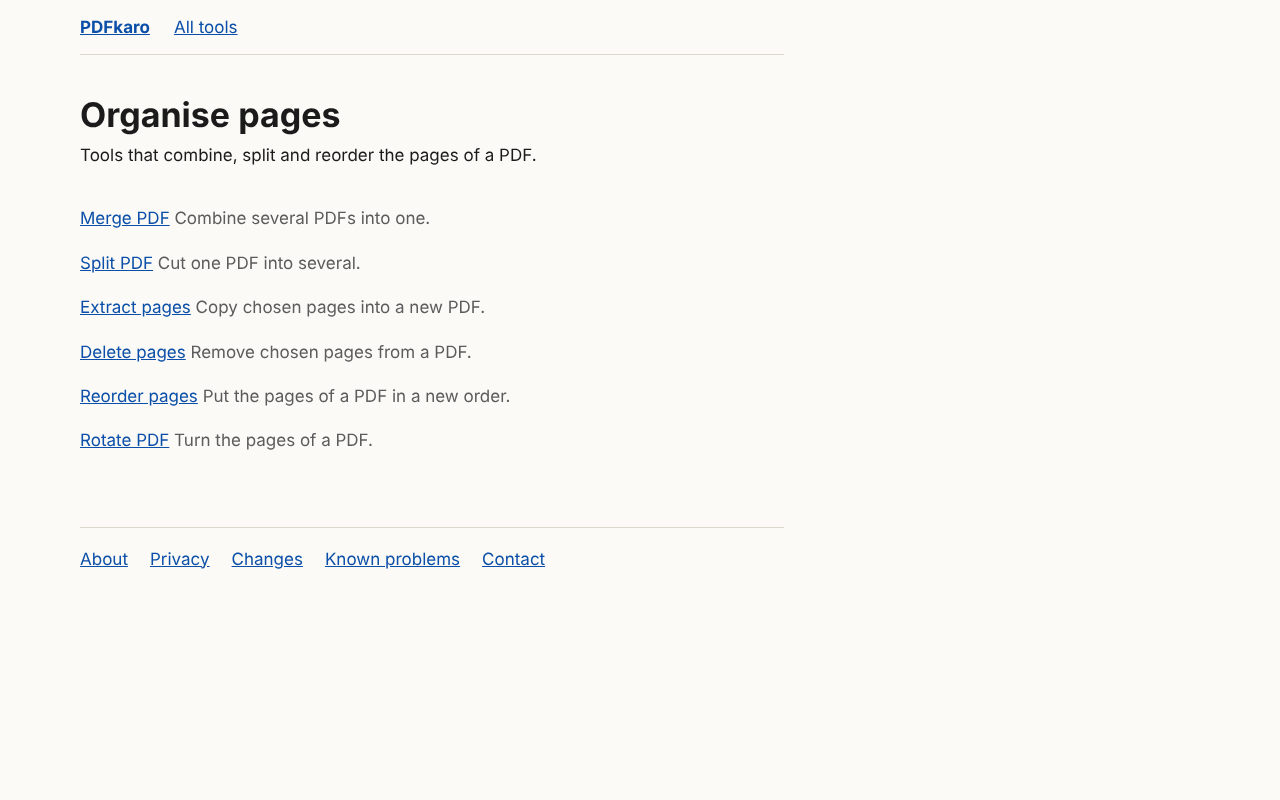 PDFkaro All tools
Organise pages
Tools that combine, split and reorder the pages of a PDF.
Merge PDF Combine several PDFs into one.
Split PDF Cut one PDF into several.
Extract pages Copy chosen pages into a new PDF.
Delete pages Remove chosen pages from a PDF.
Reorder pages Put the pages of a PDF in a new order.
Rotate PDF Turn the pages of a PDF.
About Privacy Changes Known problems Contact